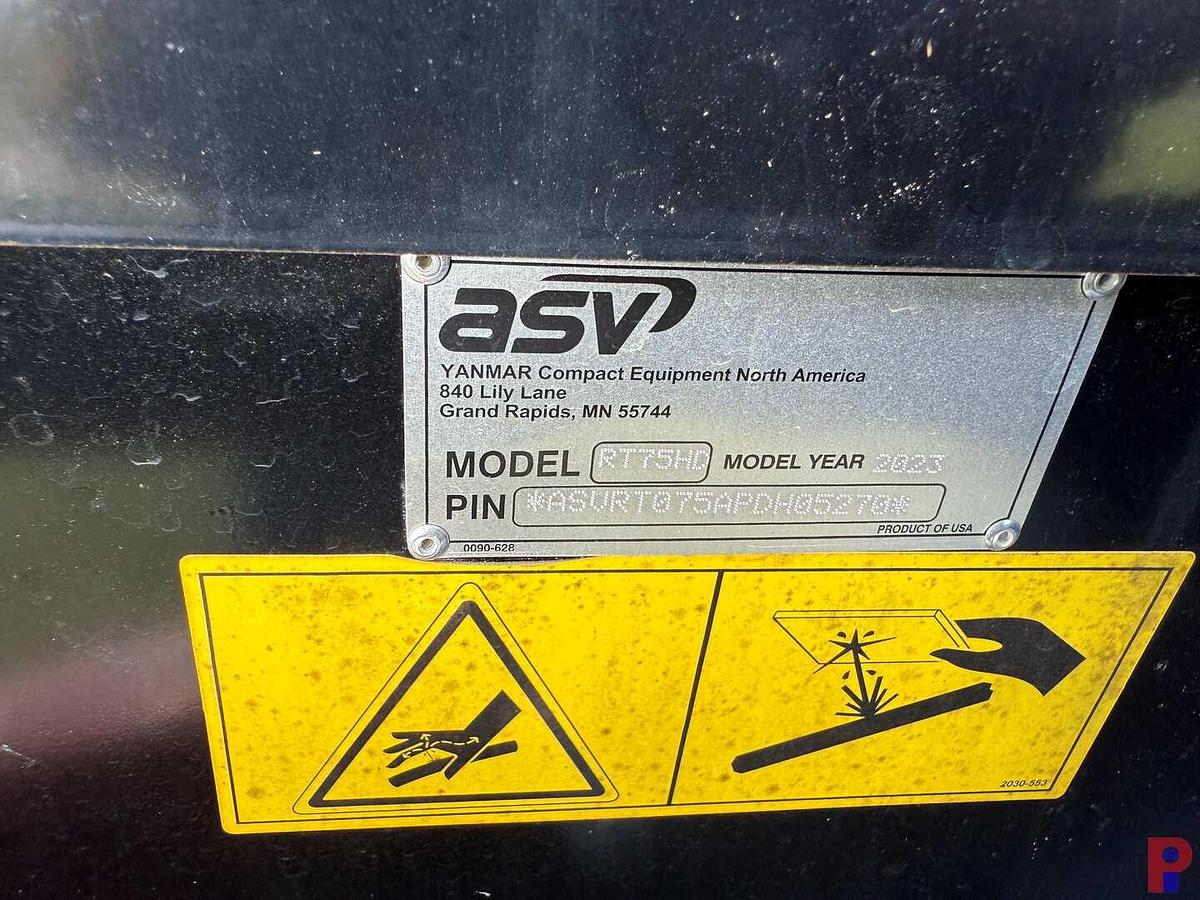 asv
YANMAR Compact Equipment North America
840 Lily Lane
Grand Rapids, MN 55744
MODEL RT75HD MODEL YEAR 2023
PIN *ASVRT075APDH05270*
PRODUCT OF USA
0090-628
2030-553